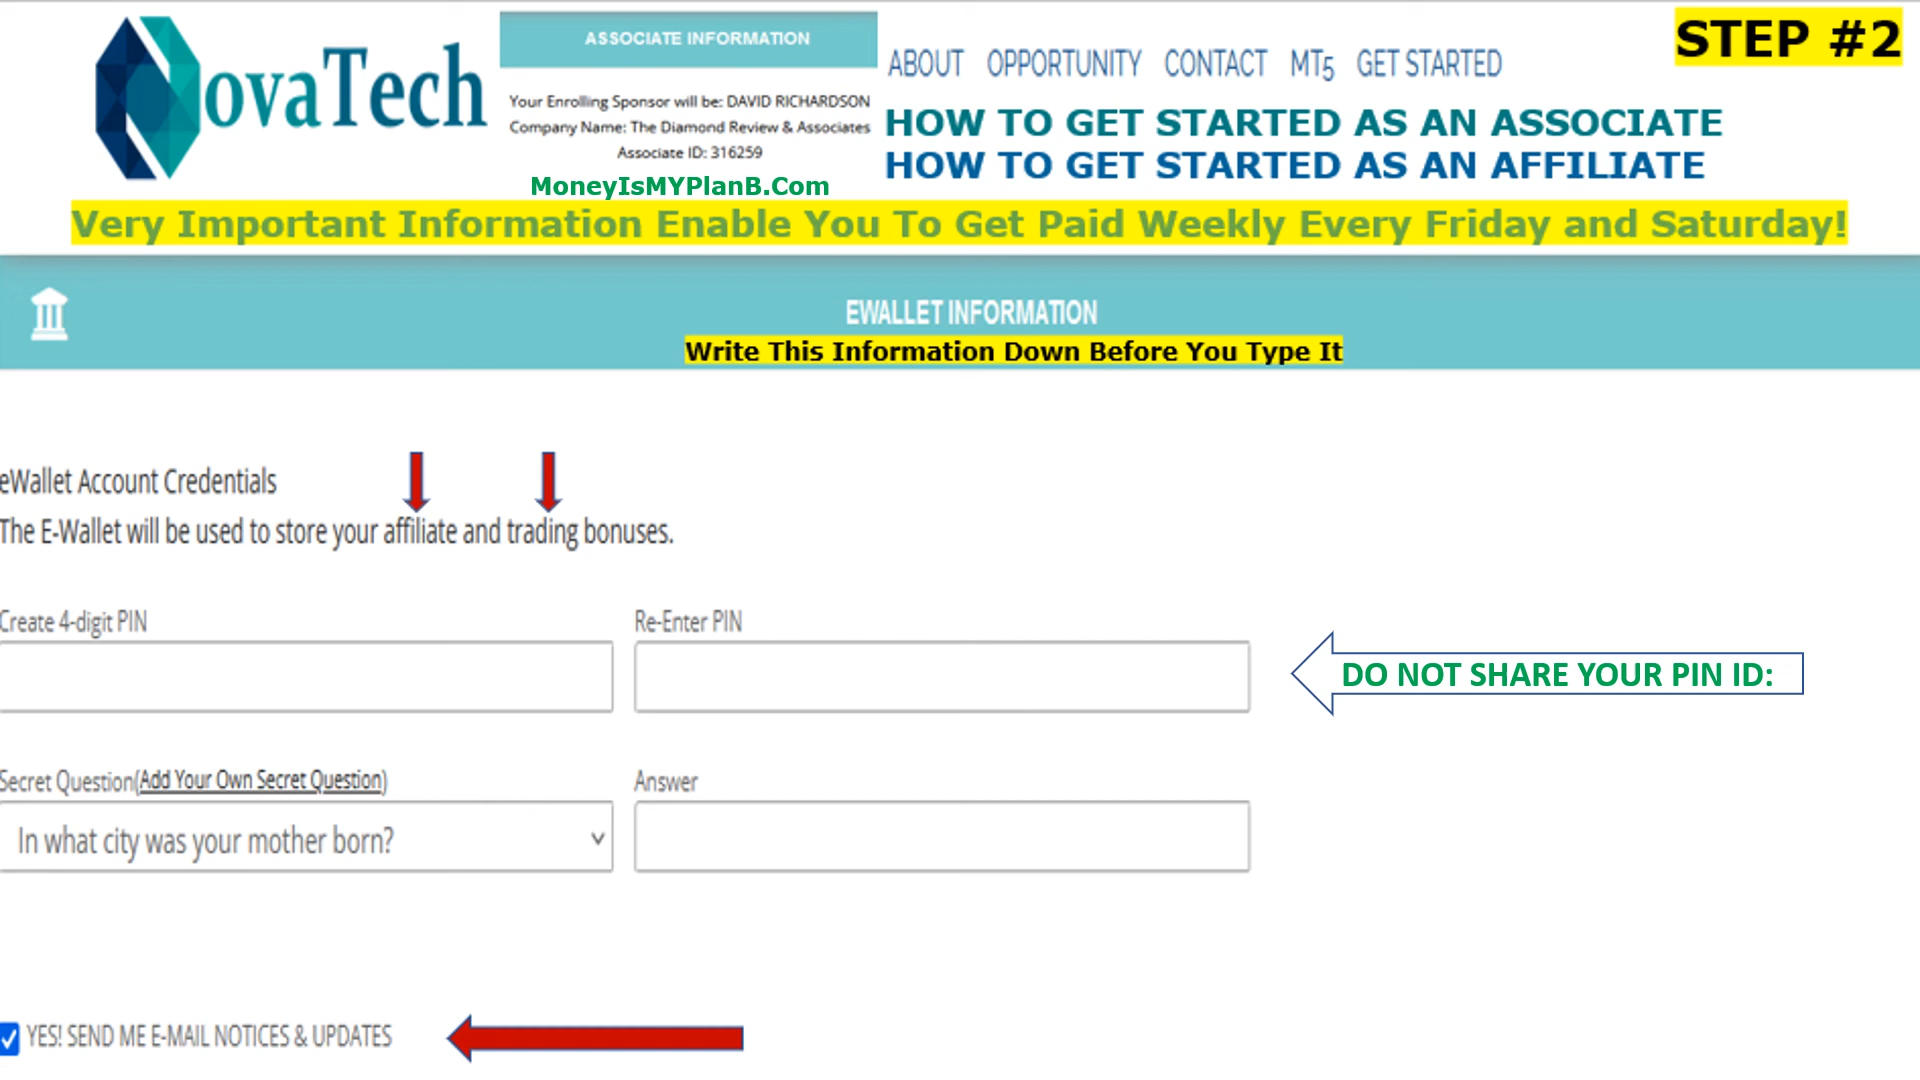 NovaTech
ASSOCIATE INFORMATION
Your Enrolling Sponsor will be: DAVID RICHARDSON
Company Name: The Diamond Review & Associates
Associate ID: 316259
MoneyIsMYPlanB.Com
ABOUT OPPORTUNITY CONTACT MT5 GET STARTED
STEP #2
HOW TO GET STARTED AS AN ASSOCIATE
HOW TO GET STARTED AS AN AFFILIATE
Very Important Information Enable You To Get Paid Weekly Every Friday and Saturday!
EWALLET INFORMATION
Write This Information Down Before You Type It
eWallet Account Credentials
The E-Wallet will be used to store your affiliate and trading bonuses.
Create 4-digit PIN
Re-Enter PIN
DO NOT SHARE YOUR PIN ID:
Secret Question(Add Your Own Secret Question)
Answer
In what city was your mother born?
YES! SEND ME E-MAIL NOTICES & UPDATES